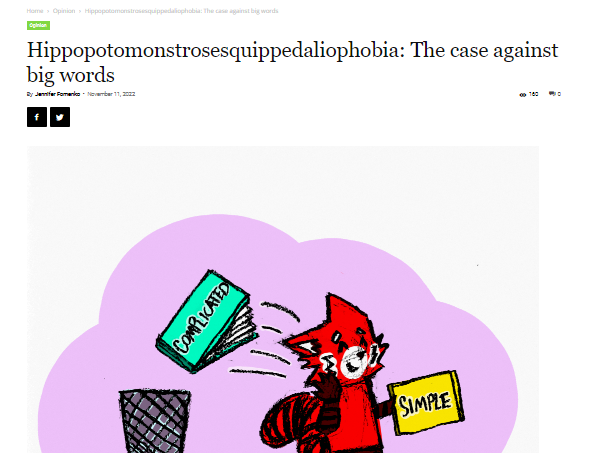 Home › Opinion › Hippopotomonstrosesquippedaliophobia: The case against big words
Opinion
Hippopotomonstrosesquippedaliophobia: The case against
big words
By Jennifer Fomenko - November 11, 2022 163 0
COMPLICATED
SIMPLE